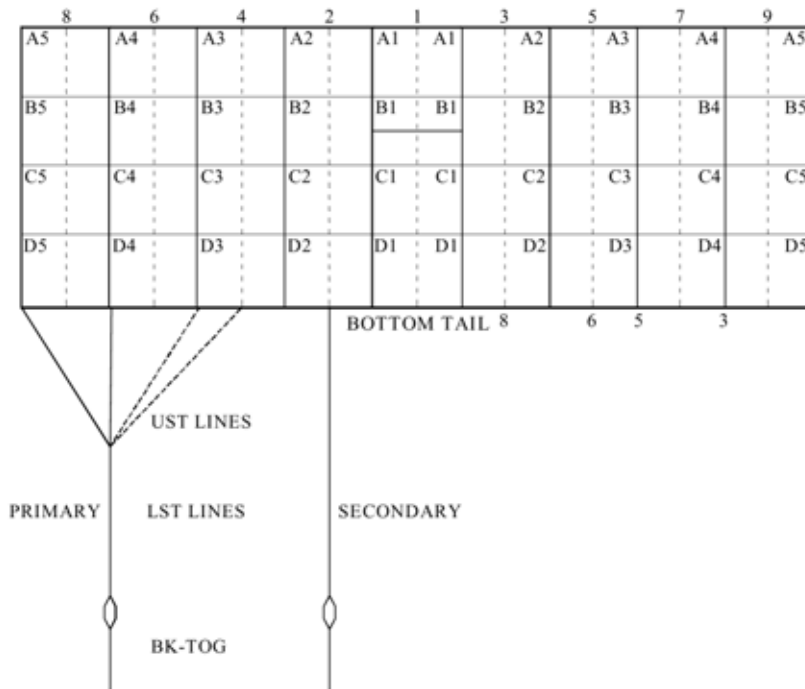 8 6 4 2 1 3 5 7 9
A5 A4 A3 A2 A1 A1 A2 A3 A4 A5
B5 B4 B3 B2 B1 B1 B2 B3 B4 B5
C5 C4 C3 C2 C1 C1 C2 C3 C4 C5
D5 D4 D3 D2 D1 D1 D2 D3 D4 D5
BOTTOM TAIL 8 6 5 3
UST LINES
PRIMARY LST LINES SECONDARY
BK-TOG